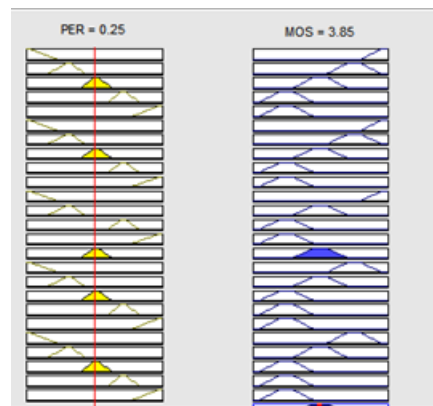 PER = 0.25
MOS = 3.85